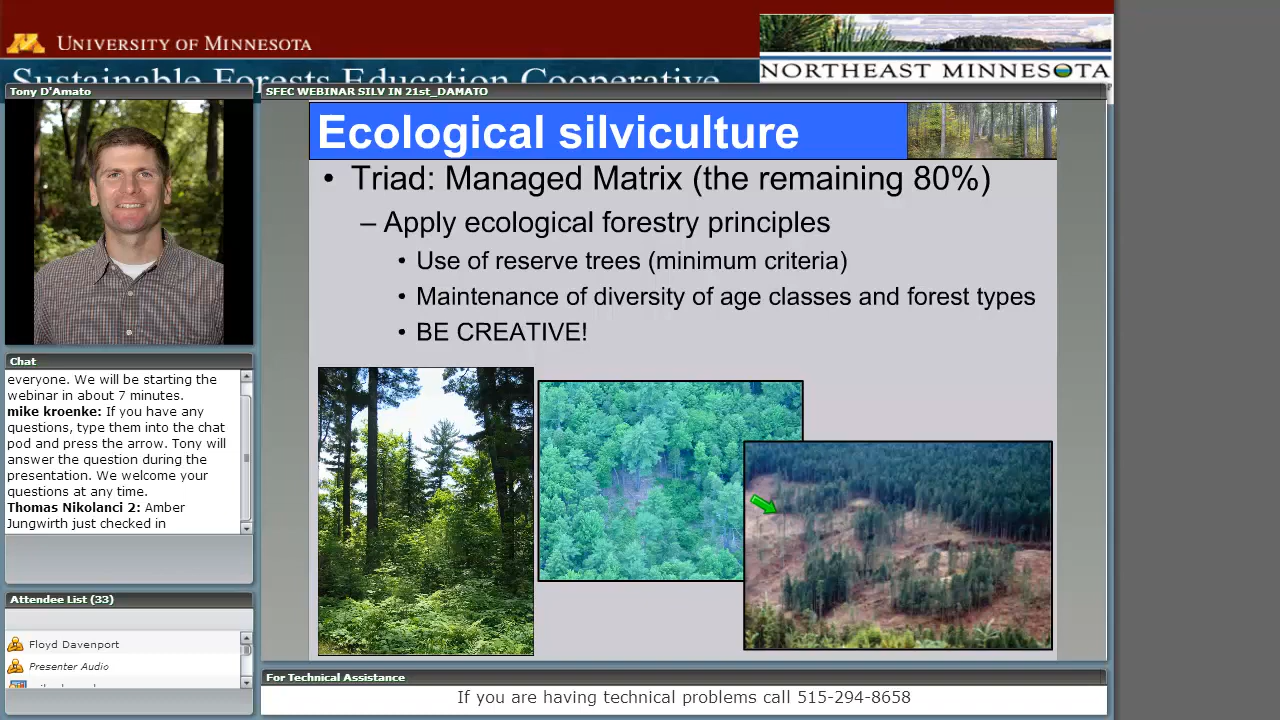 UNIVERSITY OF MINNESOTA
Sustainable Forests Education Cooperative
NORTHEAST MINNESOTA
Tony D'Amato
SFEC WEBINAR SILV IN 21st_DAMATO
Ecological silviculture
• Triad: Managed Matrix (the remaining 80%)
– Apply ecological forestry principles
• Use of reserve trees (minimum criteria)
• Maintenance of diversity of age classes and forest types
• BE CREATIVE!
Chat
everyone. We will be starting the
webinar in about 7 minutes.
mike kroenke: If you have any
questions, type them into the chat
pod and press the arrow. Tony will
answer the question during the
presentation. We welcome your
questions at any time.
Thomas Nikolanci 2: Amber
Jungwirth just checked in
Attendee List (33)
Floyd Davenport
Presenter Audio
For Technical Assistance
If you are having technical problems call 515-294-8658